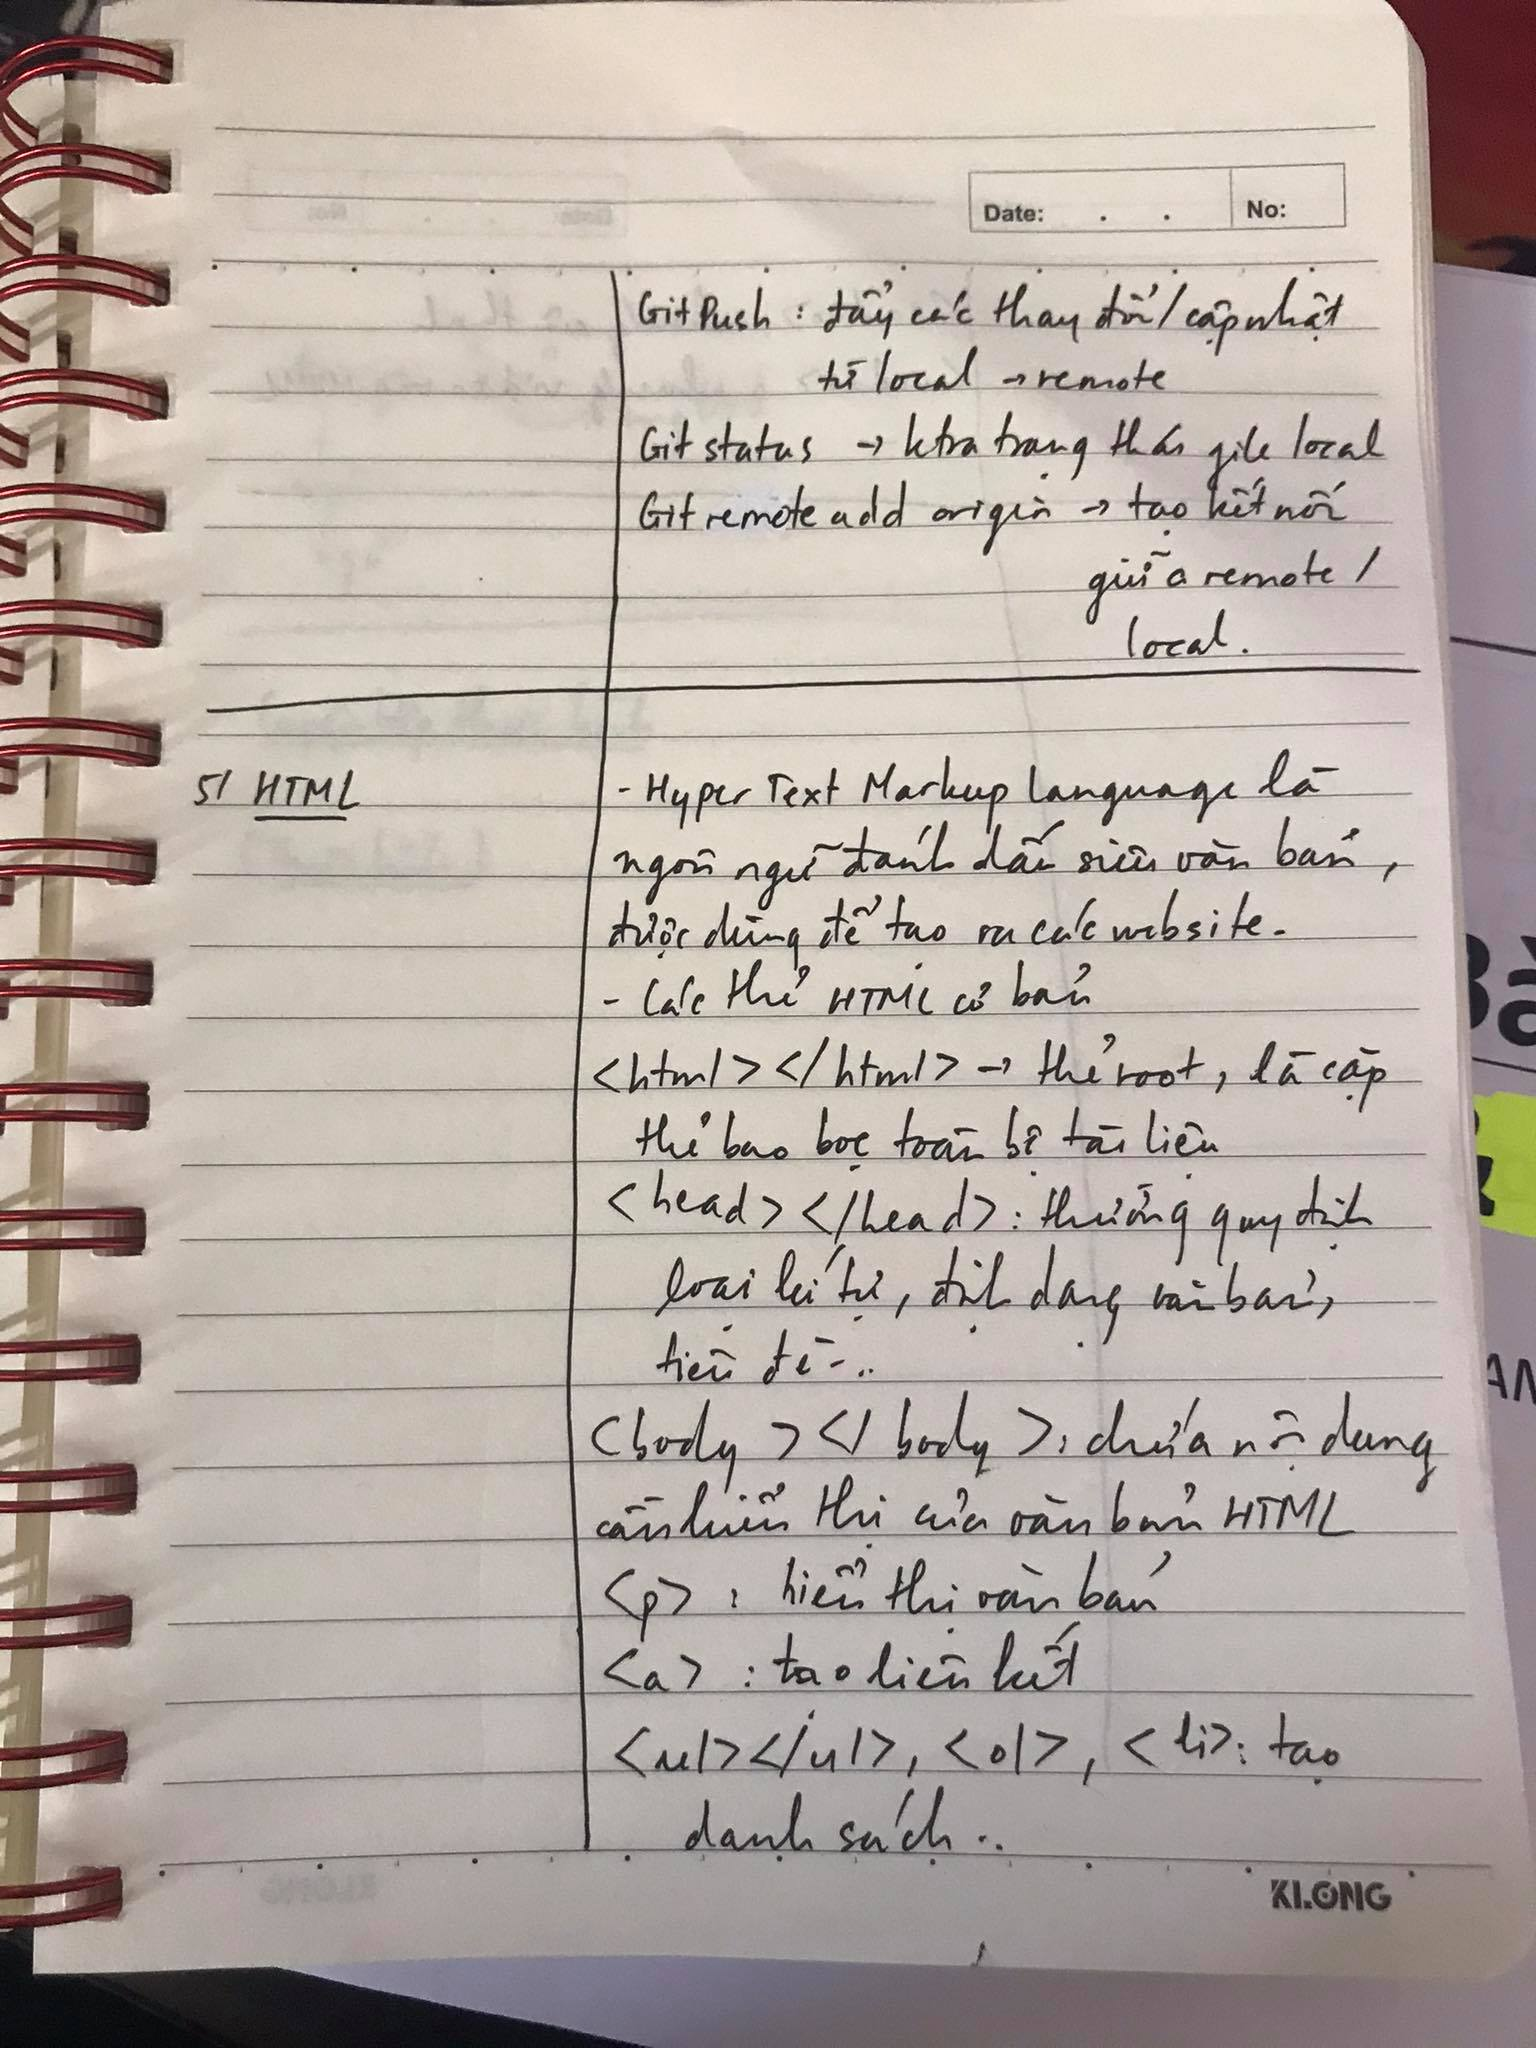 Date: . . No:
Git Push : đẩy các thay đổi / cập nhật
từ local → remote
Git status → ktra trạng thái file local
Git remote add origin → tạo kết nối
giữa remote /
local.
5/ HTML
- Hyper Text Markup Language là
ngôn ngữ đánh dấu siêu văn bản,
được dùng để tạo ra các website.
- Các thẻ HTML cơ bản
<html></html> → thẻ root, là cặp
thẻ bao bọc toàn bộ tài liệu
<head></head>: thường quy định
loại kí tự, định dạng văn bản,
tiêu đề...
<body></body>: chứa nội dung
cần hiển thị của văn bản HTML
<p> : hiển thị văn bản
<a> : tạo liên kết
<ul></ul>, <ol>, <li>: tạo
danh sách..
KLONG